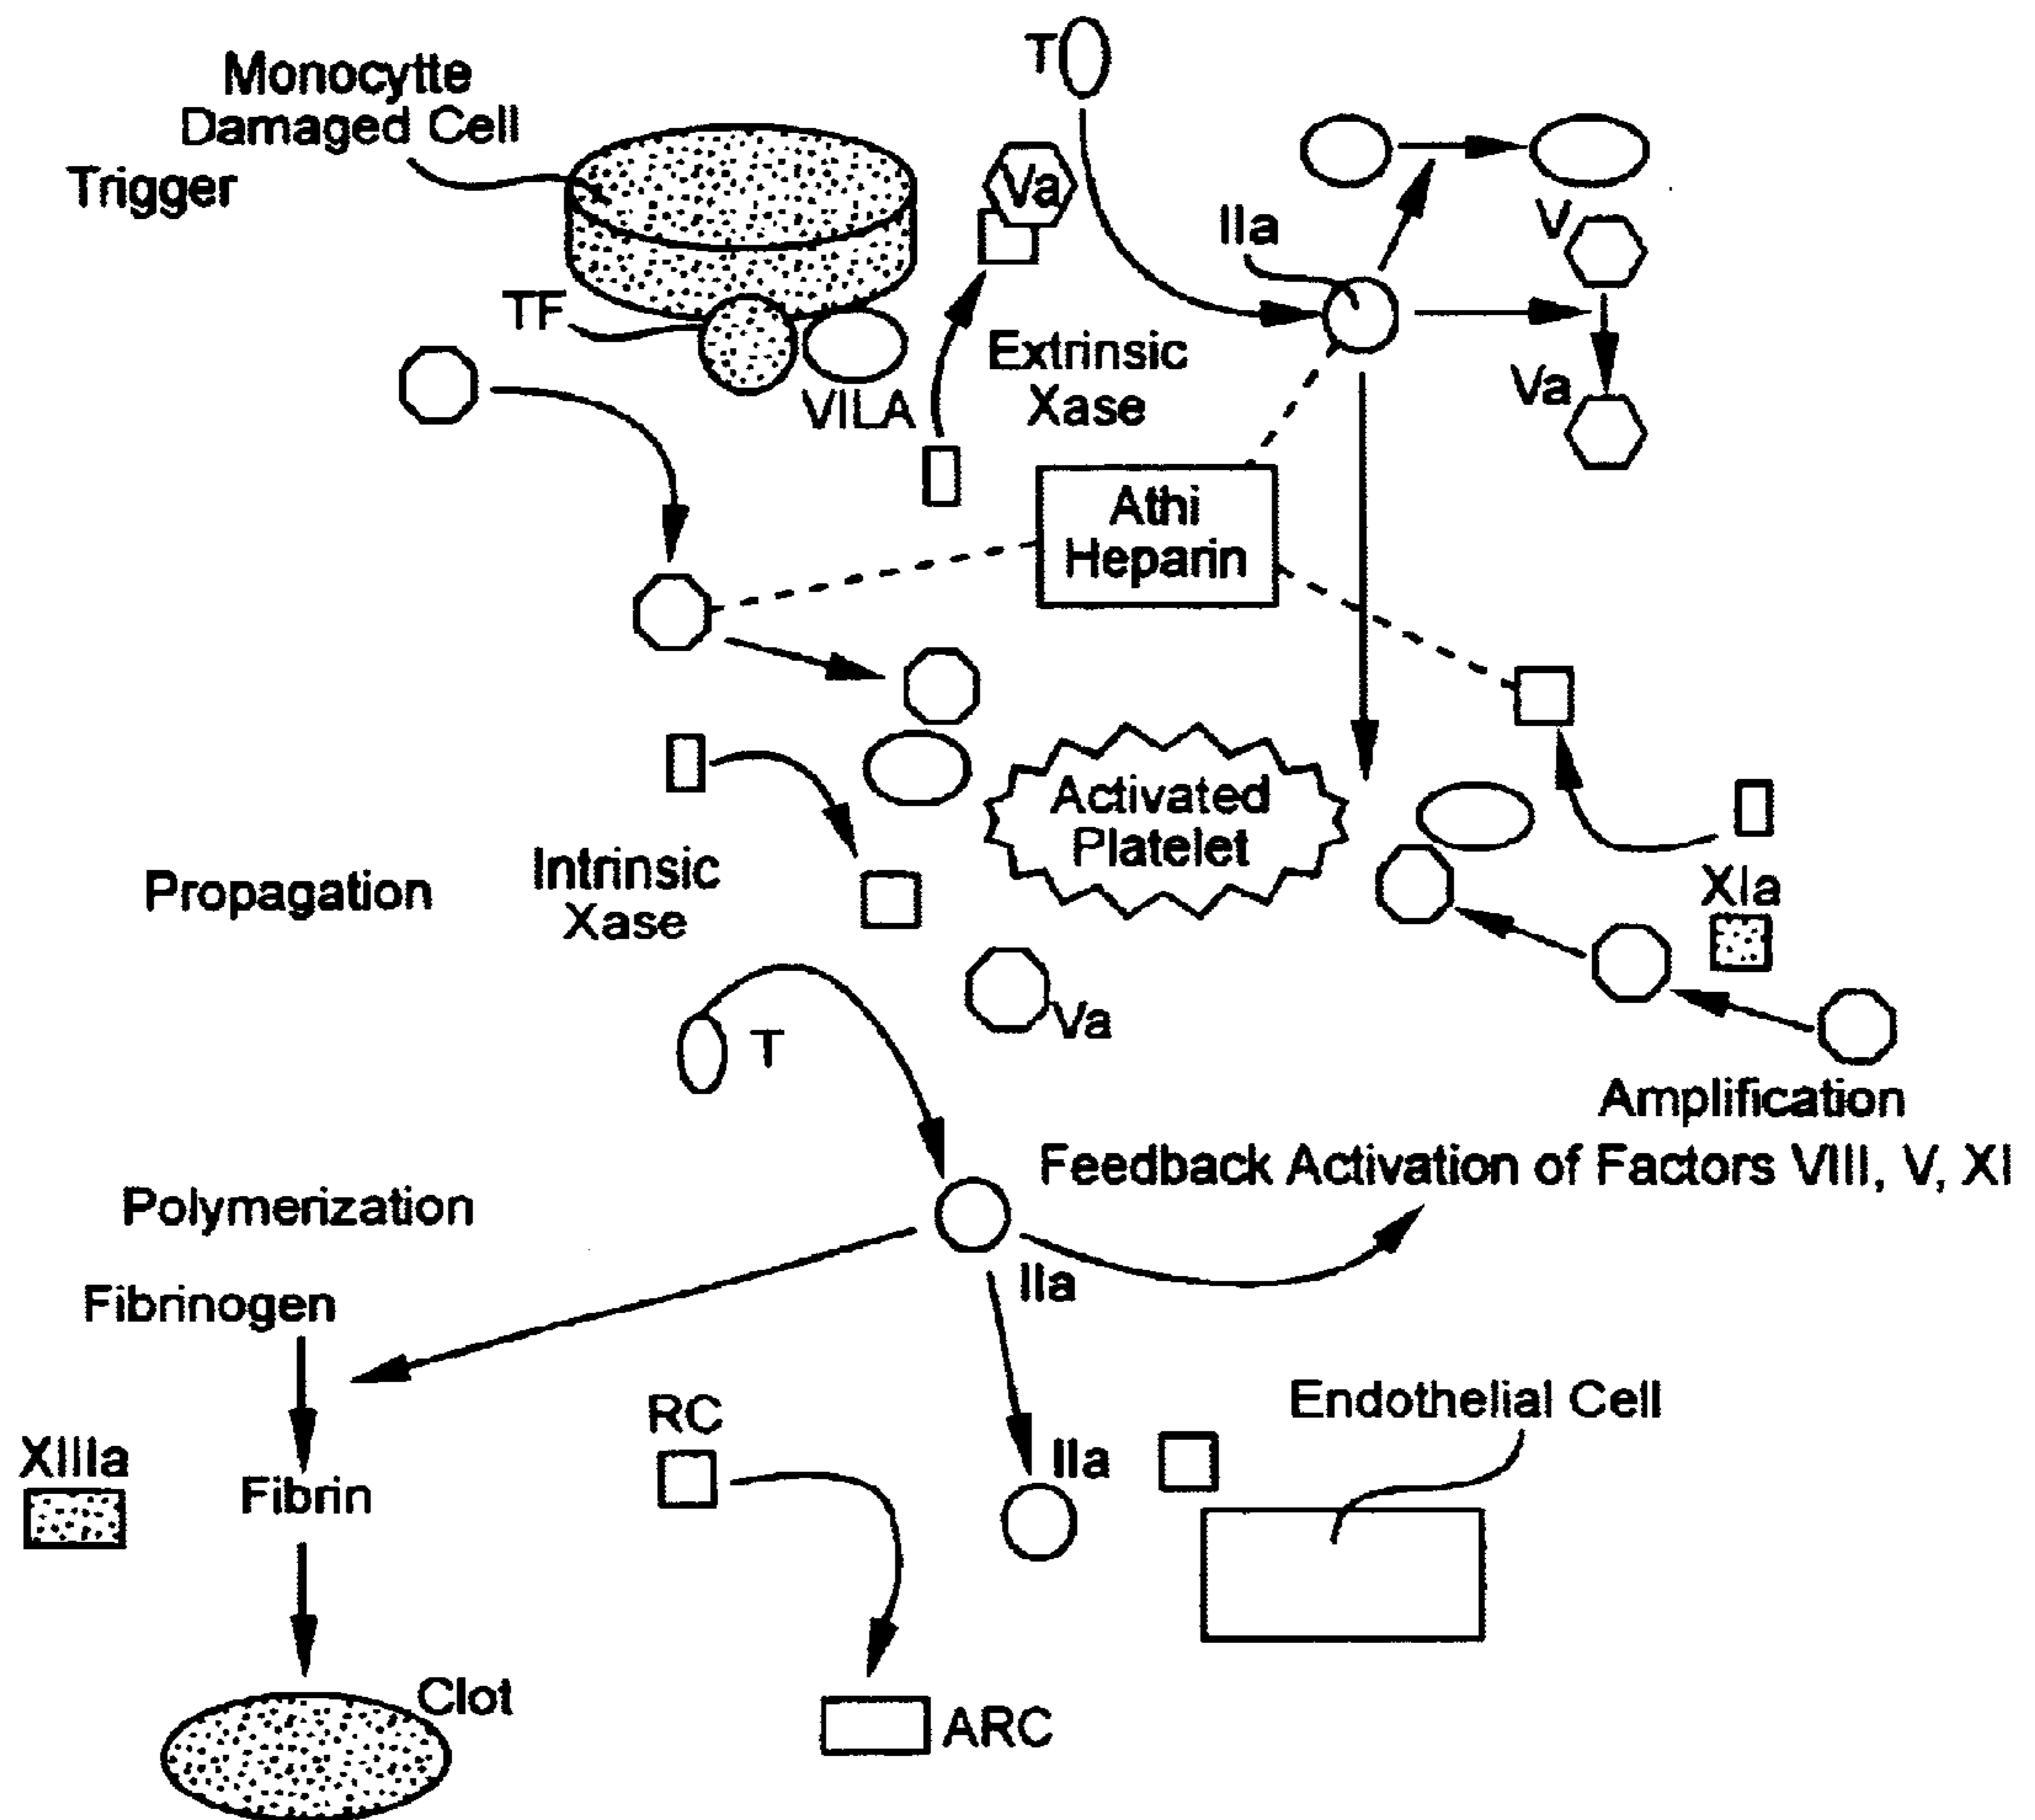 Monocytte
Damaged Cell
Trigger
T
Va
IIa
V
TF
VILA
Extrinsic
Xase
Va
Athi
Heparin
Activated
Platelet
Propagation
Intrinsic
Xase
XIa
Va
T
Amplification
Feedback Activation of Factors VIII, V, XI
Polymerization
IIa
Fibrinogen
RC
Endothelial Cell
XIIIa
IIa
Fibrin
Clot
ARC